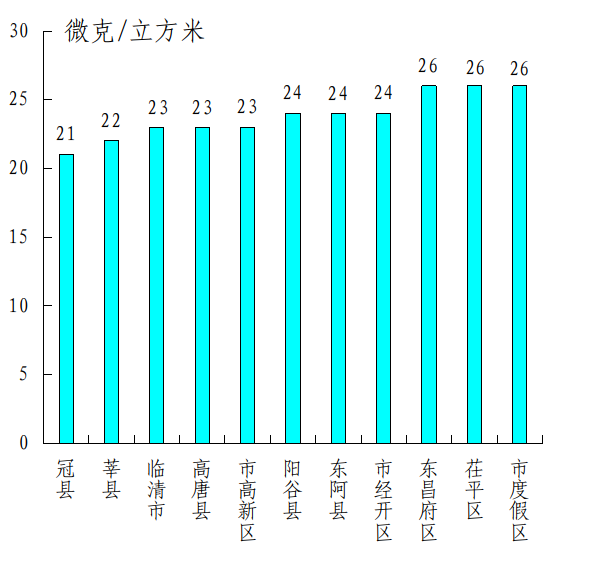 微克/立方米
30
25
20
15
10
5
0
21
22
23
23
23
24
24
24
26
26
26
冠县
莘县
临清市
高唐县
市高新区
阳谷县
东阿县
市经开区
东昌府区
茌平区
市度假区